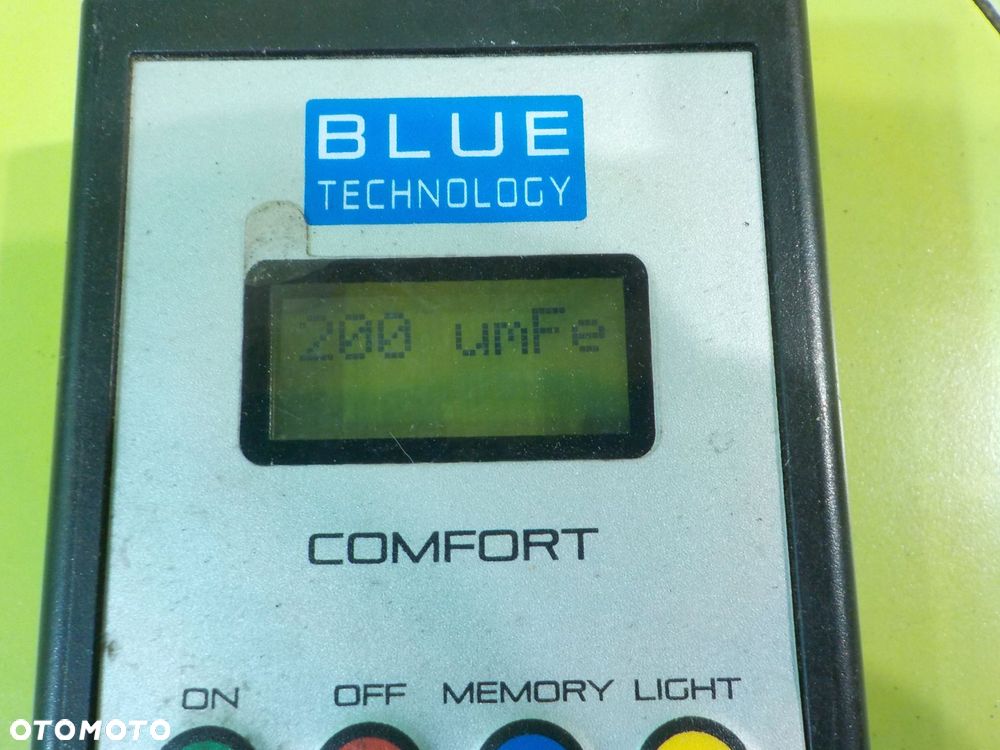 BLUE
TECHNOLOGY
200 umFe
COMFORT
ON OFF MEMORY LIGHT
OTOMOTO